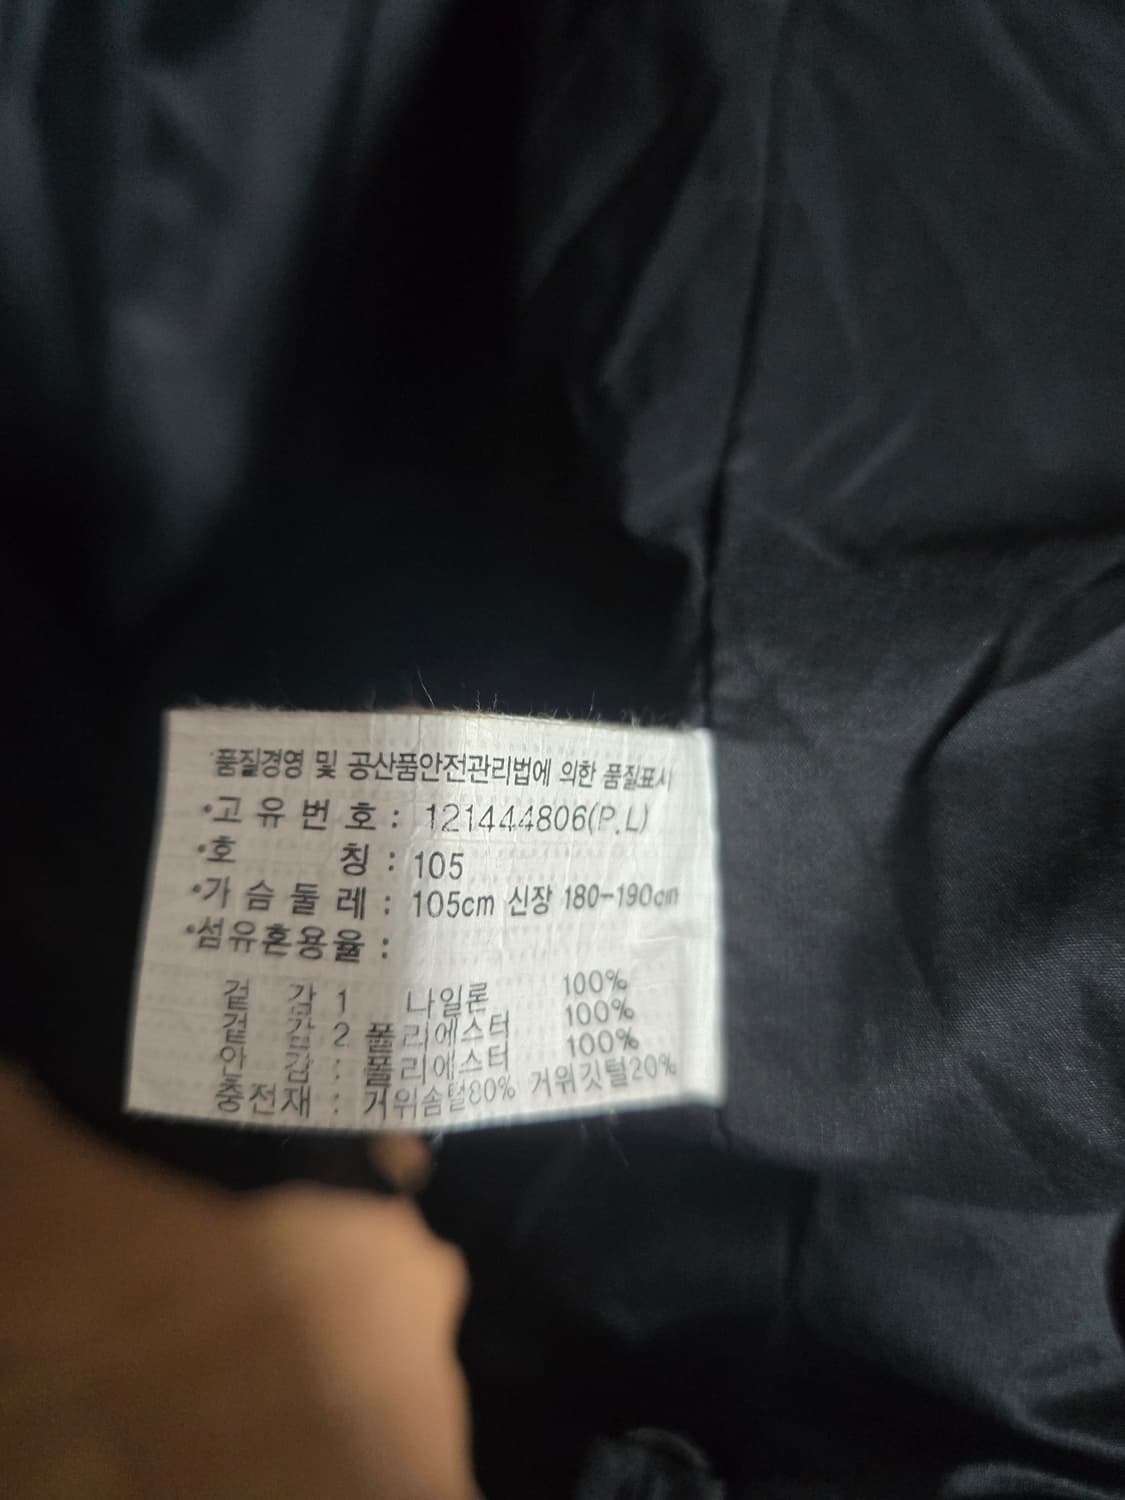 품질경영 및 공산품안전관리법에 의한 품질표시
•고유번호 : 121444806(P.L)
•호 칭 : 105
•가슴둘레 : 105cm 신장 180-190cm
•섬유혼용율 :
겉 감 1 나일론 100%
겉 감 2 폴리에스터 100%
안 감 : 폴리에스터 100%
충전재 : 거위솜털80% 거위깃털20%